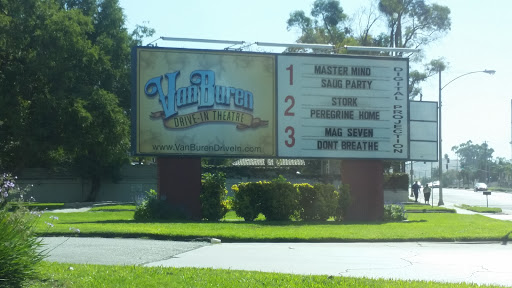 VanBuren
DRIVE-IN THEATRE
www.VanBurenDriveIn.com
1 MASTER MIND
SAUG PARTY
2 STORK
PEREGRINE HOME
3 MAG SEVEN
DONT BREATHE
DIGITAL PROJECTION